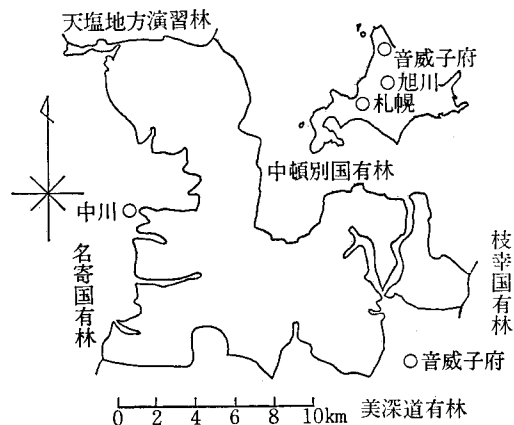 天塩地方演習林
音威子府
旭川
札幌
中頓別国有林
中川
名寄国有林
枝幸国有林
音威子府
0 2 4 6 8 10km
美深道有林